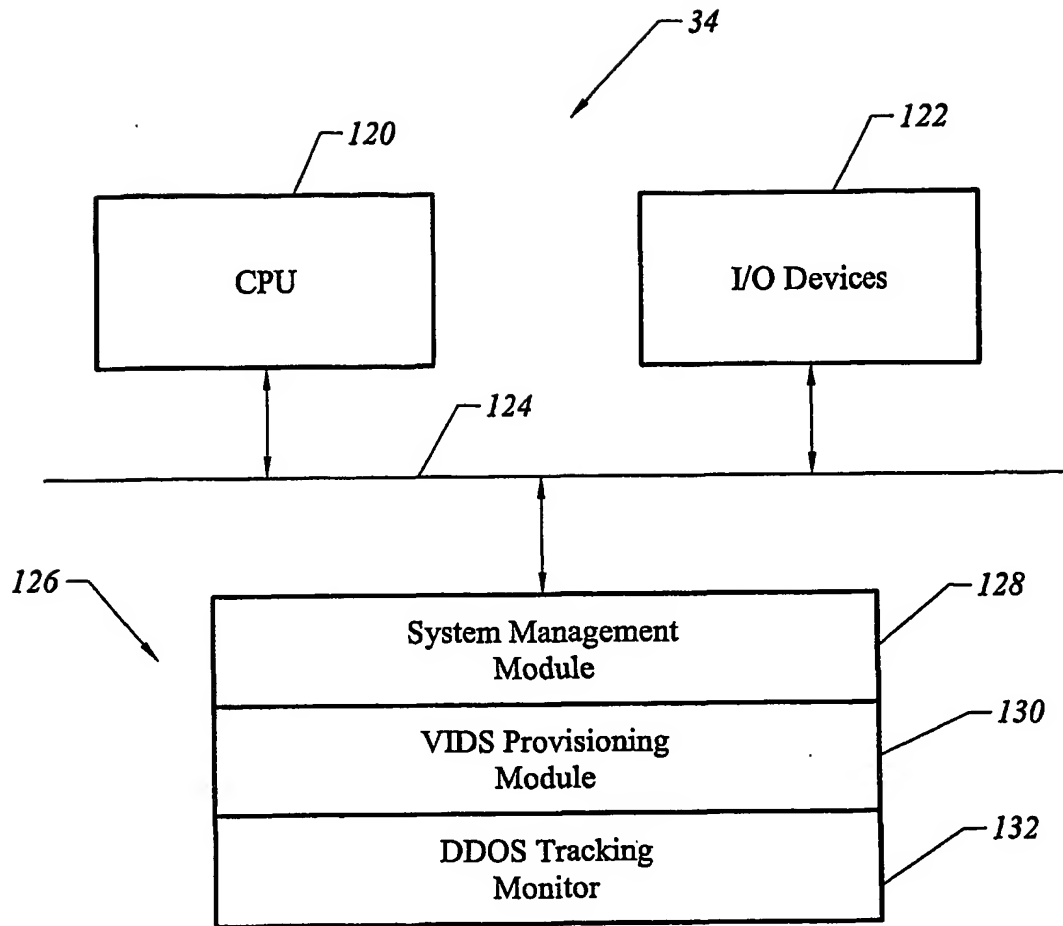 34
120
122
CPU
I/O Devices
124
126
128
System Management
Module
130
VIDS Provisioning
Module
132
DDOS Tracking
Monitor